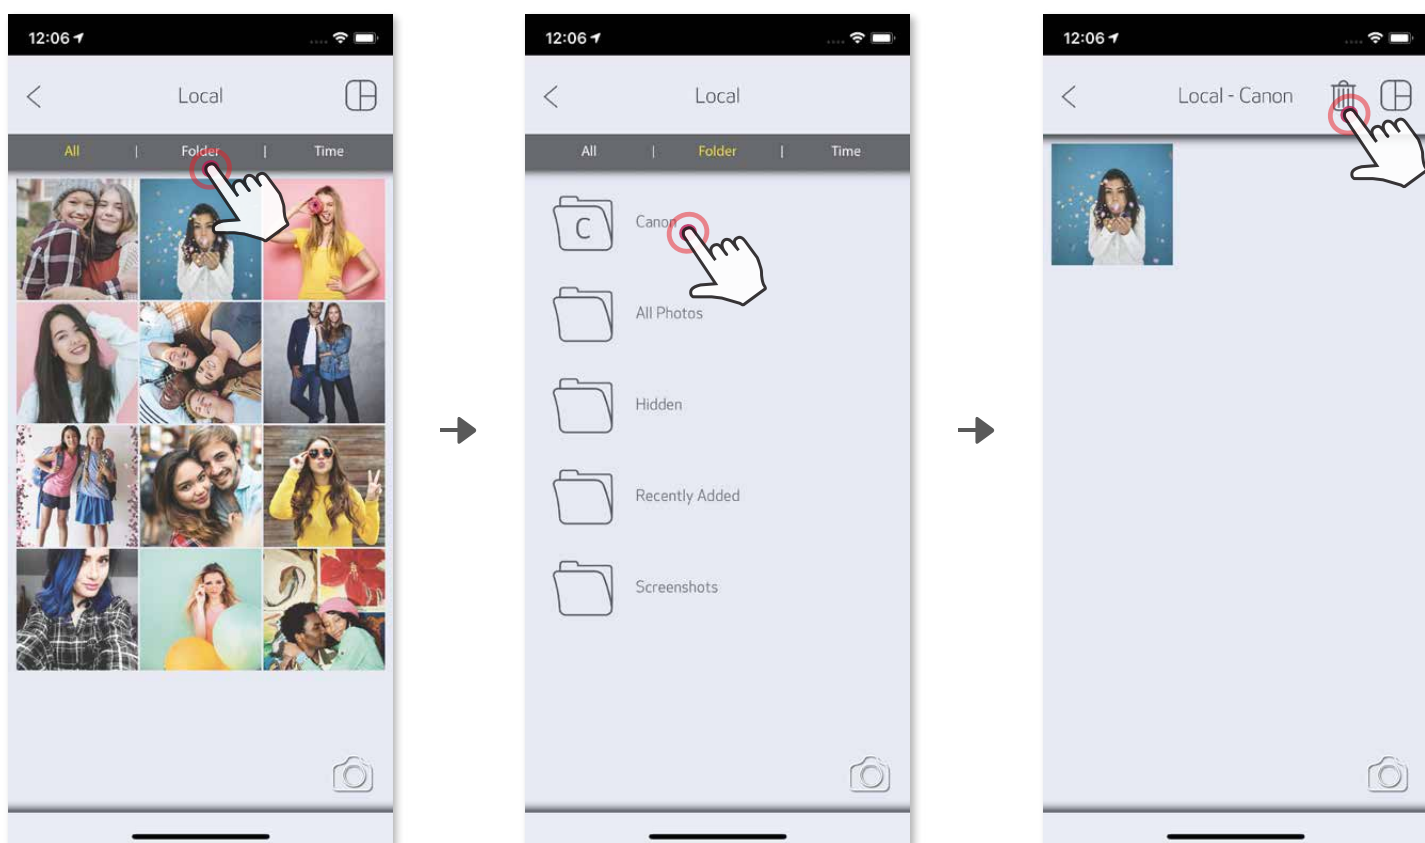 12:06
Local
All | Folder | Time
12:06
Local
All | Folder | Time
C
Canon
All Photos
Hidden
Recently Added
Screenshots
12:06
Local - Canon